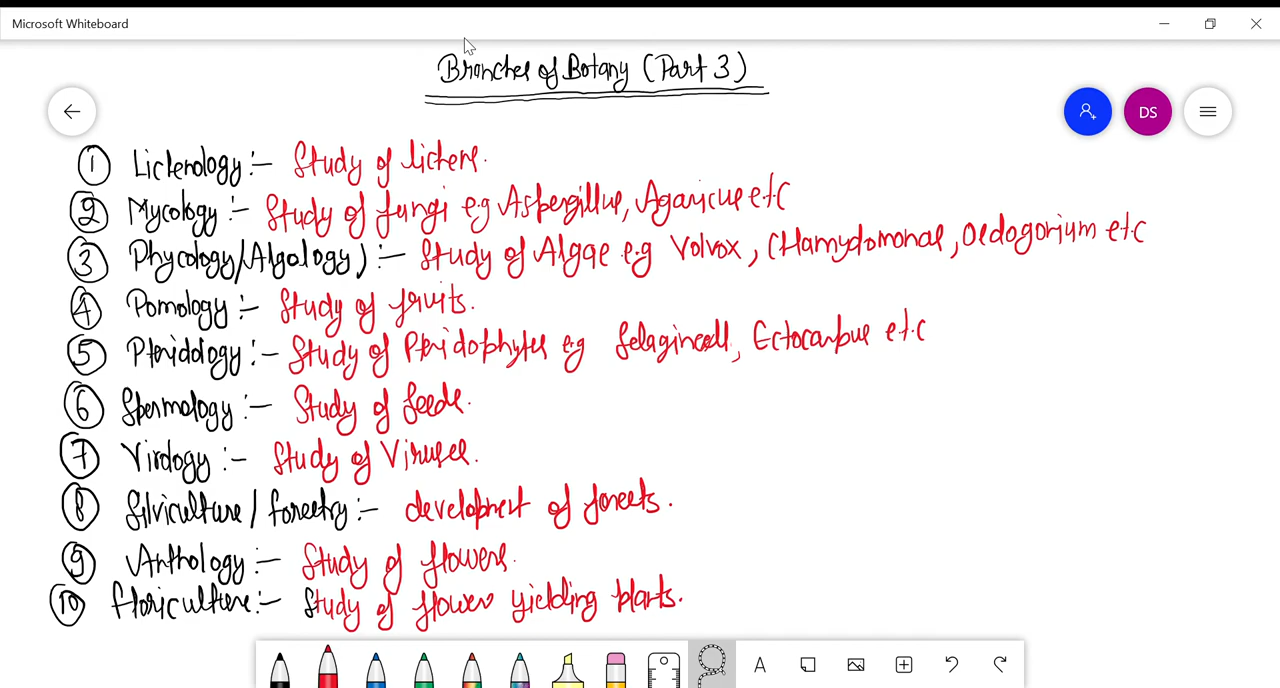 Microsoft Whiteboard
Branches of Botany (Part 3)
DS
① Lichenology :- Study of lichens.
② Mycology :- Study of fungi e.g Aspergillus, Agaricus etc
③ Phycology/Algology) :- Study of Algae e.g Volvox, Chlamydomonas, Oedogonium etc
④ Pomology :- Study of fruits.
⑤ Pteridology :- Study of Pteridophytes eg Selaginell, Ectocarpus etc
⑥ Spermology :- Study of Seeds.
⑦ Virology :- Study of Viruses.
⑧ Silviculture/forestry :- development of forests.
⑨ Anthology :- Study of flowers.
⑩ floriculture :- Study of flower yielding plants.
A